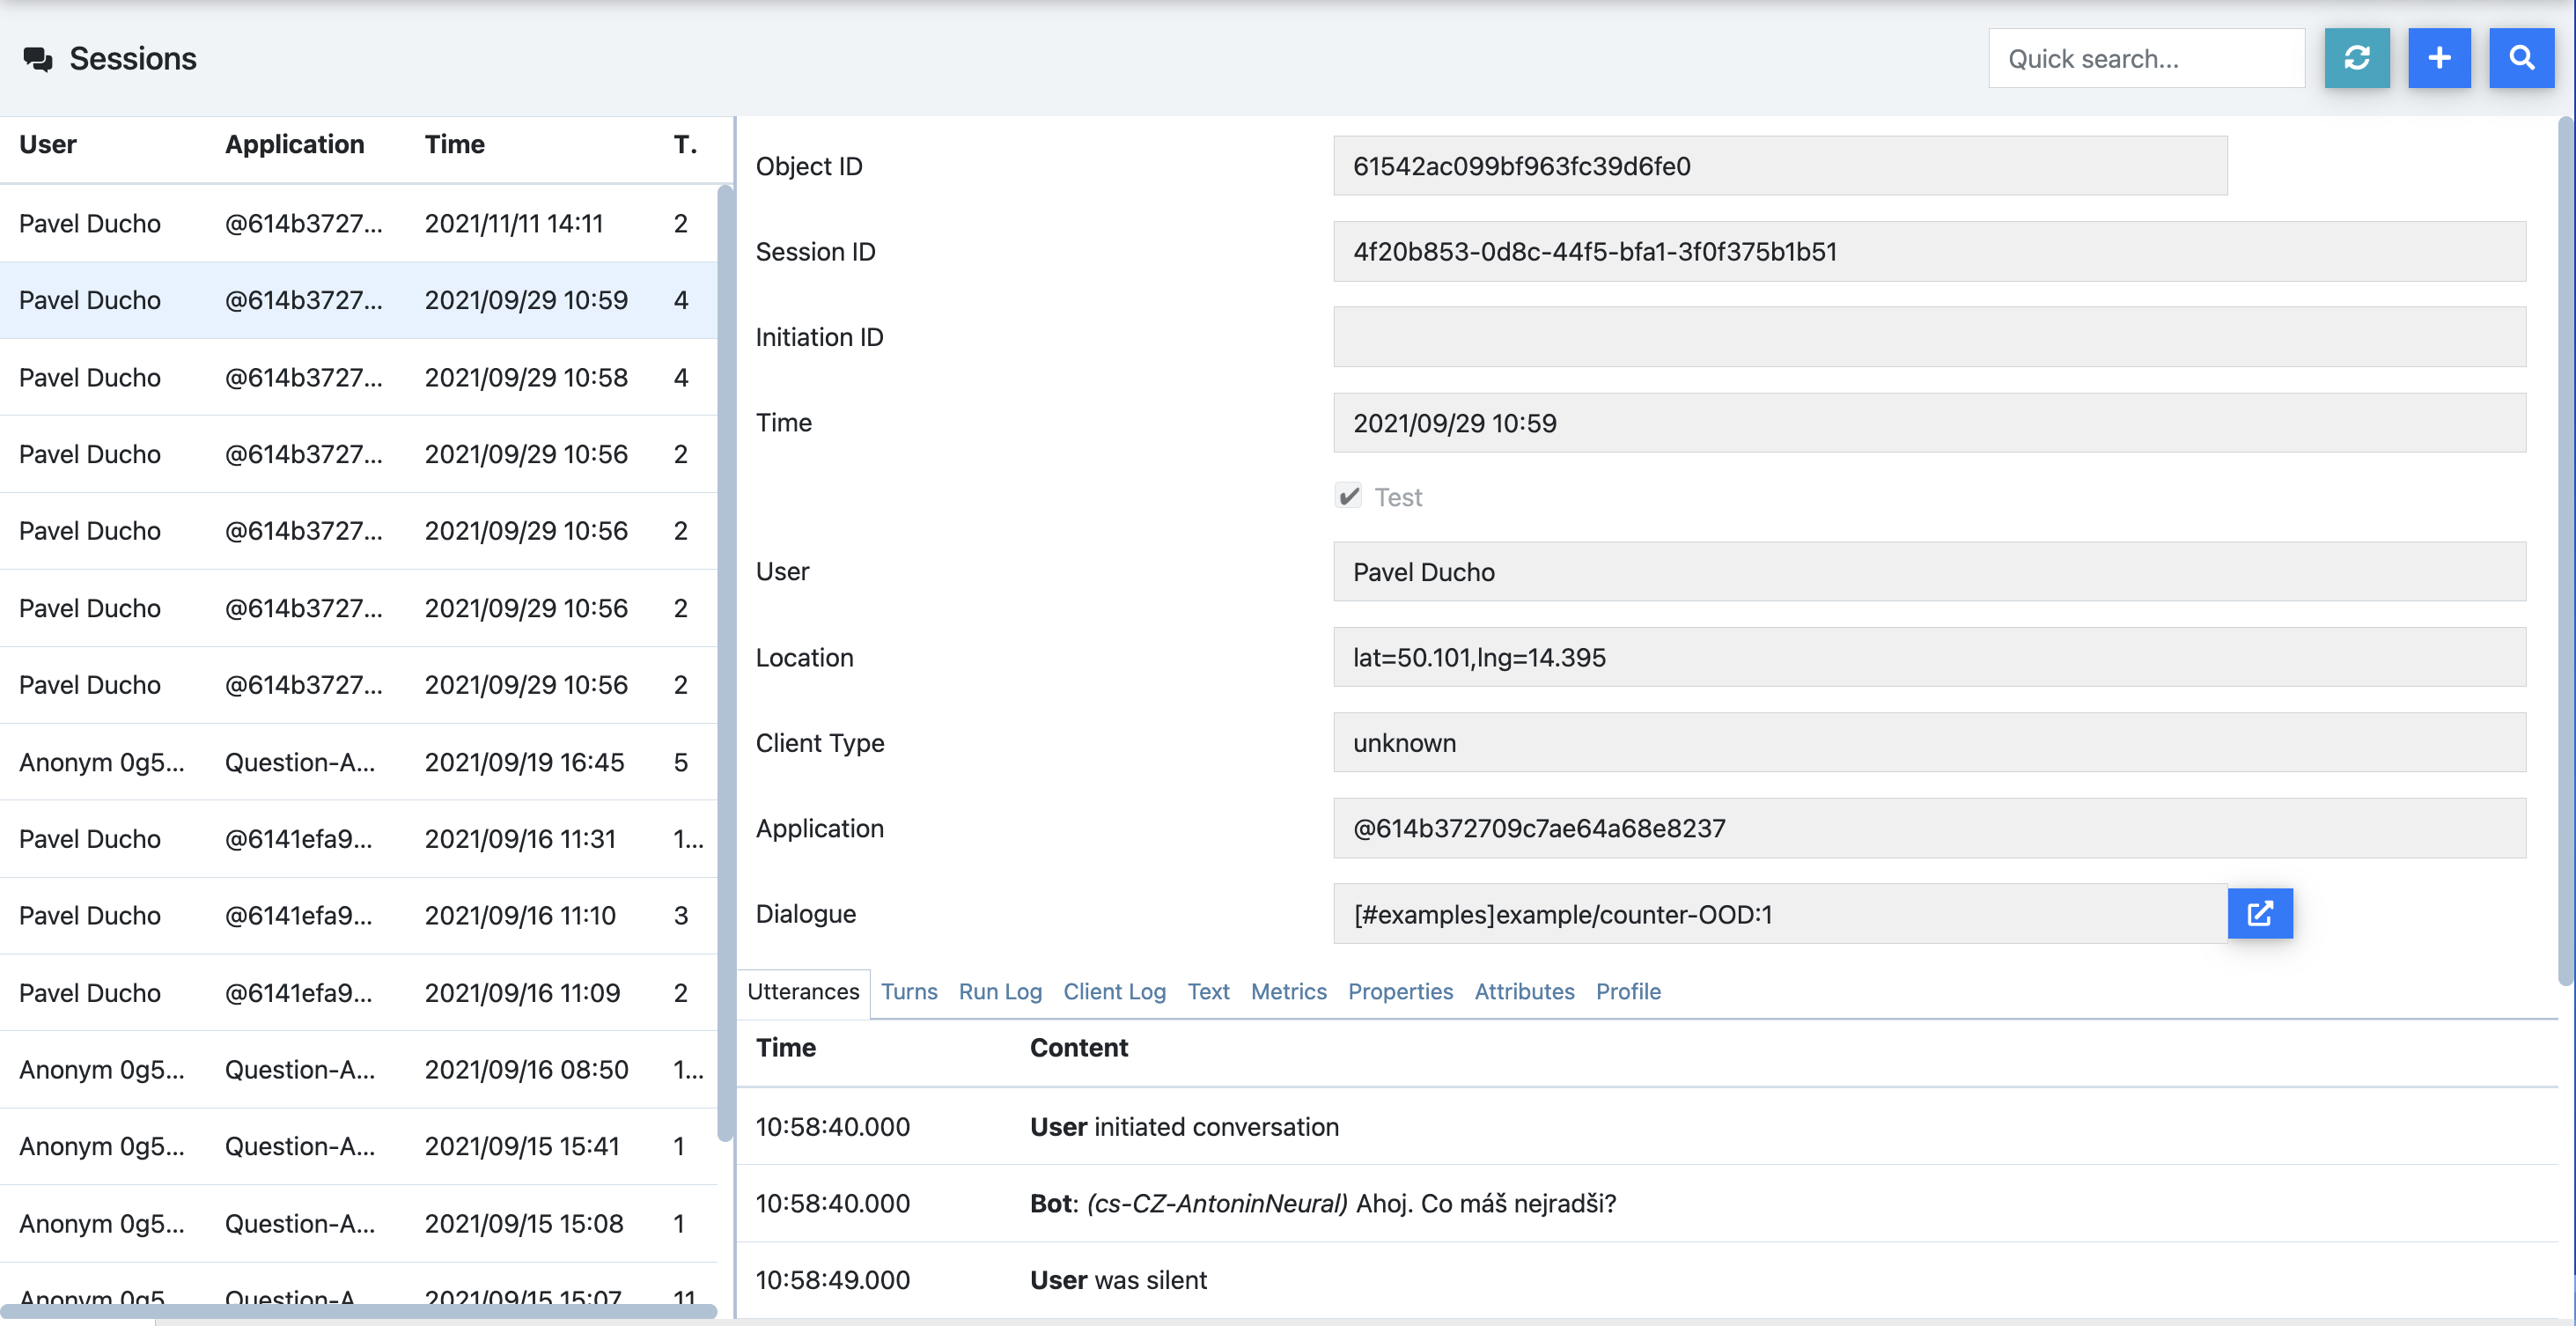 Sessions
Quick search...
User Application Time T.
Pavel Ducho @614b3727... 2021/11/11 14:11 2
Pavel Ducho @614b3727... 2021/09/29 10:59 4
Pavel Ducho @614b3727... 2021/09/29 10:58 4
Pavel Ducho @614b3727... 2021/09/29 10:56 2
Pavel Ducho @614b3727... 2021/09/29 10:56 2
Pavel Ducho @614b3727... 2021/09/29 10:56 2
Pavel Ducho @614b3727... 2021/09/29 10:56 2
Anonym 0g5... Question-A... 2021/09/19 16:45 5
Pavel Ducho @6141efa9... 2021/09/16 11:31 1...
Pavel Ducho @6141efa9... 2021/09/16 11:10 3
Pavel Ducho @6141efa9... 2021/09/16 11:09 2
Anonym 0g5... Question-A... 2021/09/16 08:50 1...
Anonym 0g5... Question-A... 2021/09/15 15:41 1
Anonym 0g5... Question-A... 2021/09/15 15:08 1
Anonym 0g5 Question-A 2021/09/15 15:07 11
Object ID 61542ac099bf963fc39d6fe0
Session ID 4f20b853-0d8c-44f5-bfa1-3f0f375b1b51
Initiation ID
Time 2021/09/29 10:59
Test
User Pavel Ducho
Location lat=50.101,lng=14.395
Client Type unknown
Application @614b372709c7ae64a68e8237
Dialogue [#examples]example/counter-OOD:1
Utterances Turns Run Log Client Log Text Metrics Properties Attributes Profile
Time Content
10:58:40.000 User initiated conversation
10:58:40.000 Bot: (cs-CZ-AntoninNeural) Ahoj. Co máš nejradši?
10:58:49.000 User was silent